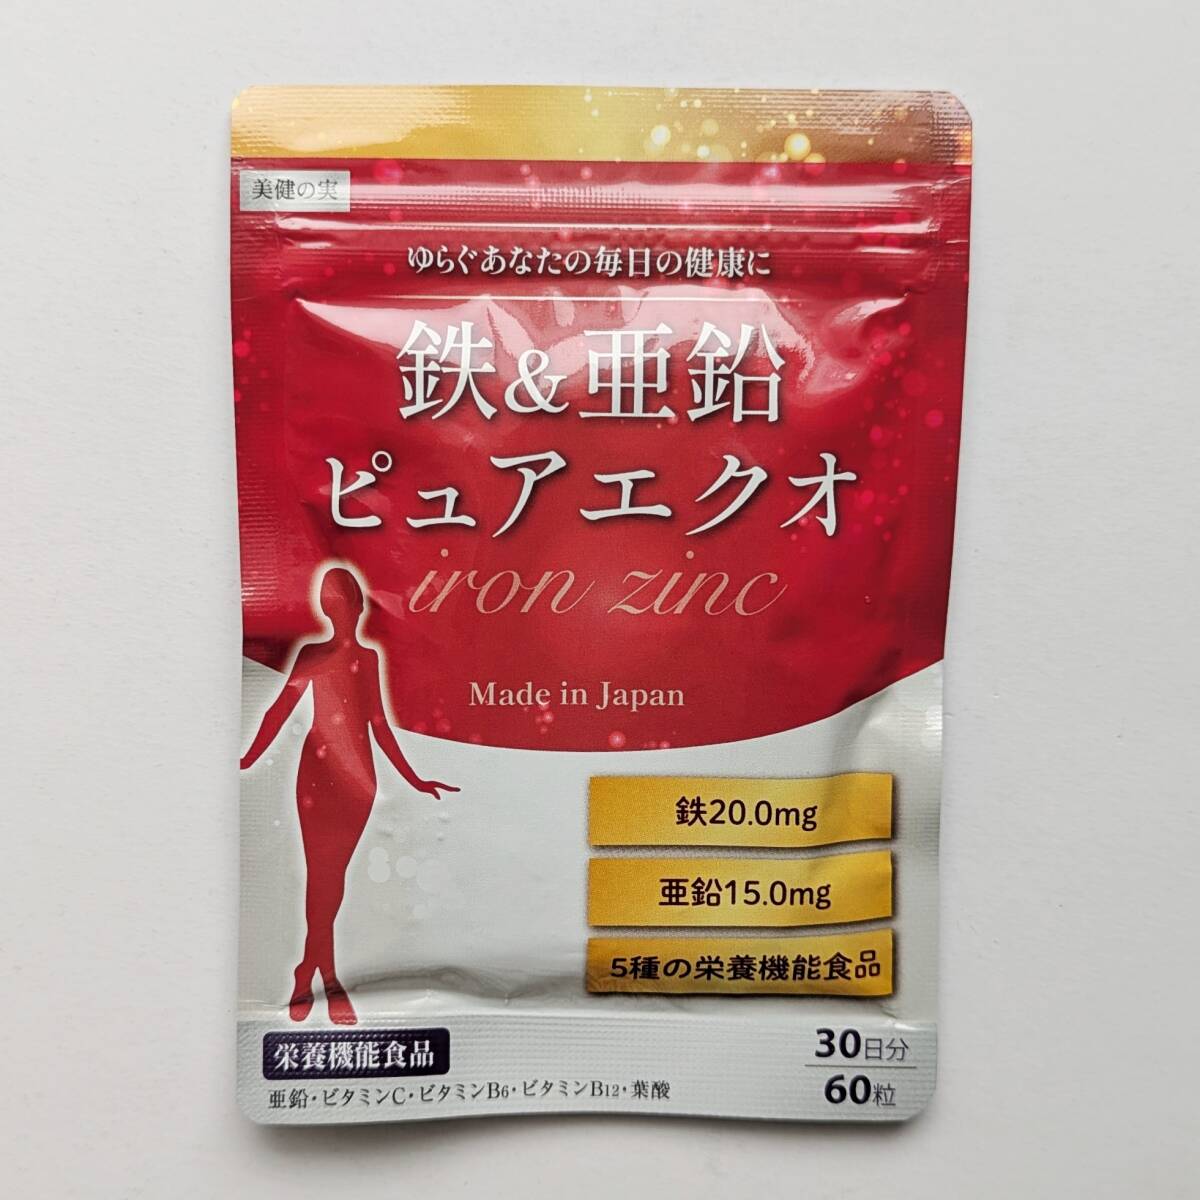 美健の実
ゆらぐあなたの毎日の健康に
鉄&亜鉛
ピュアエクオ
iron zinc
Made in Japan
鉄20.0mg
亜鉛15.0mg
5種の栄養機能食品
栄養機能食品
亜鉛・ビタミンC・ビタミンB6・ビタミンB12・葉酸
30日分
60粒